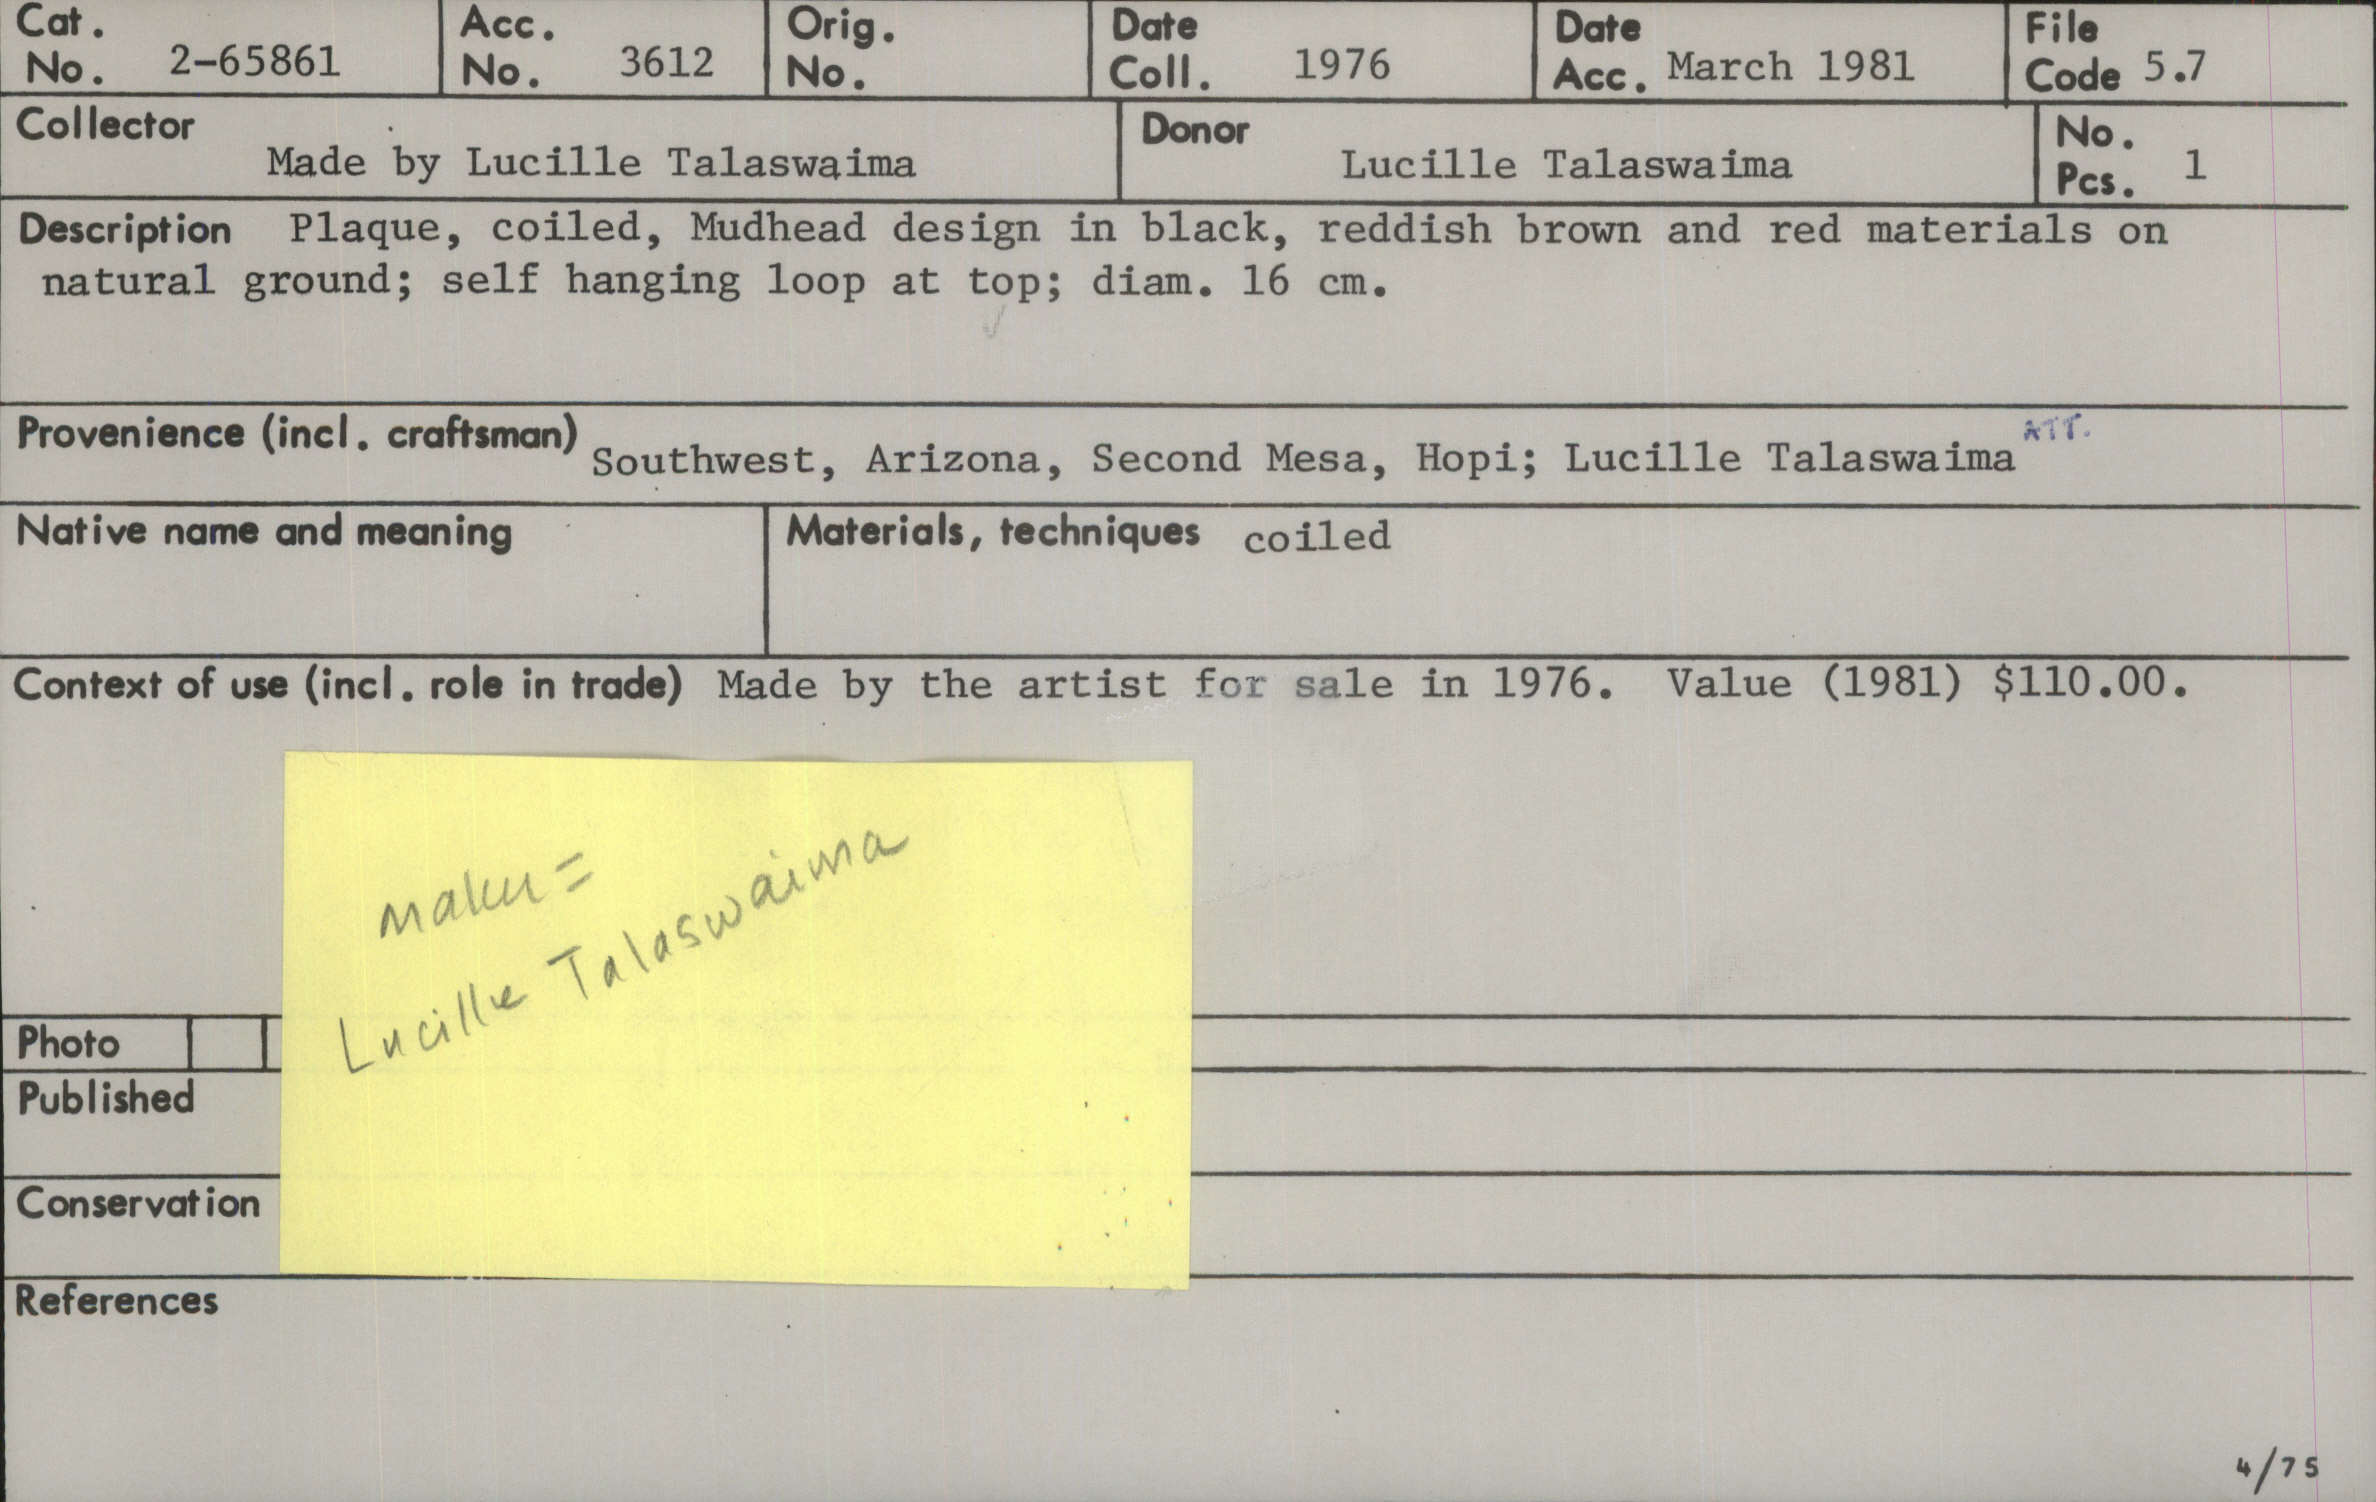 Cat. No. 2-65861
Acc. No. 3612
Orig. No.
Date Coll. 1976
Date Acc. March 1981
File Code 5.7
Collector Made by Lucille Talaswaima
Donor Lucille Talaswaima
No. Pcs. 1
Description Plaque, coiled, Mudhead design in black, reddish brown and red materials on
natural ground; self hanging loop at top; diam. 16 cm.
Provenience (incl. craftsman) Southwest, Arizona, Second Mesa, Hopi; Lucille Talaswaima ATT.
Native name and meaning
Materials, techniques coiled
Context of use (incl. role in trade) Made by the artist for sale in 1976. Value (1981) $110.00.
maker =
Lucille Talaswaima
Photo
Published
Conservation
References
4/75